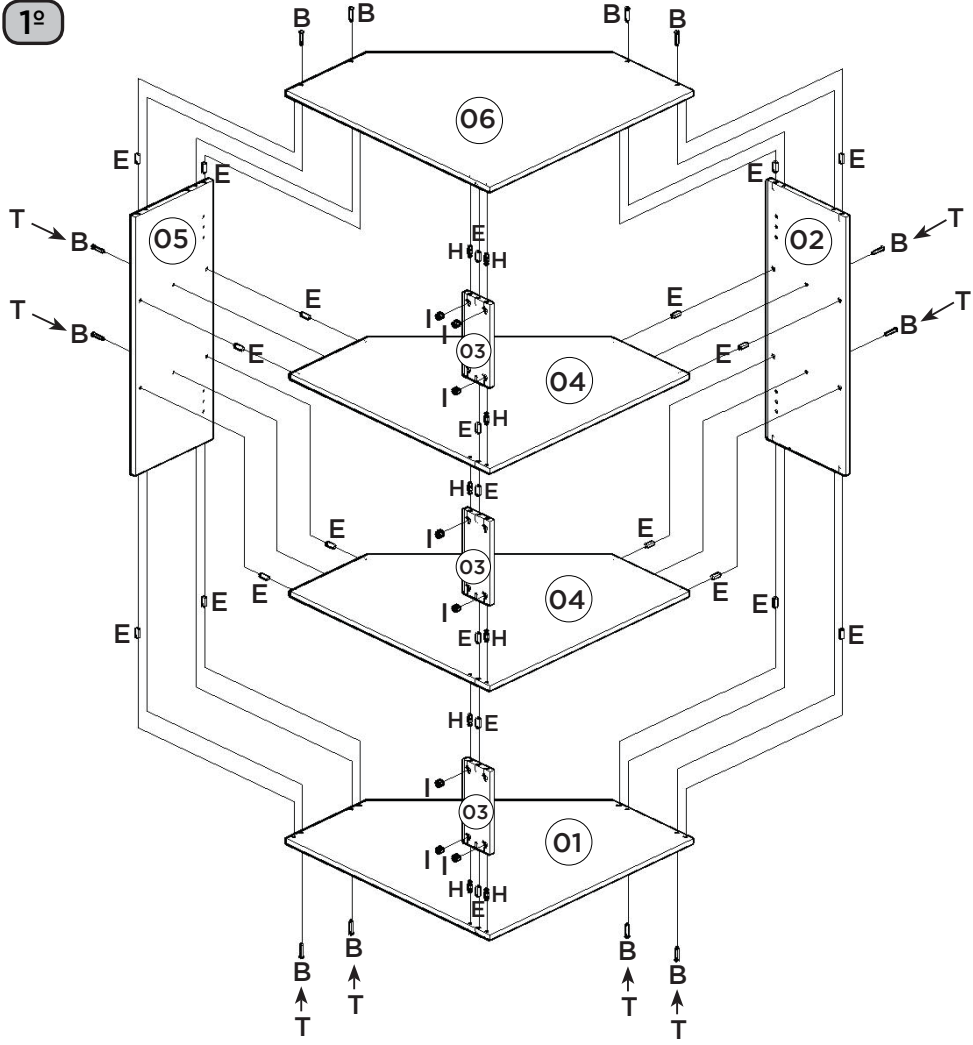 1º
B B B B
06
E E E E
T B 05 02 B T
E
H H
T B E I I 03 E B T
E 04 E
I
H
E
H E
I
03
E 04 E
E I E
E E H E E
E E
H E
I
03
01
I I
H H
E
B B B B
T T T T